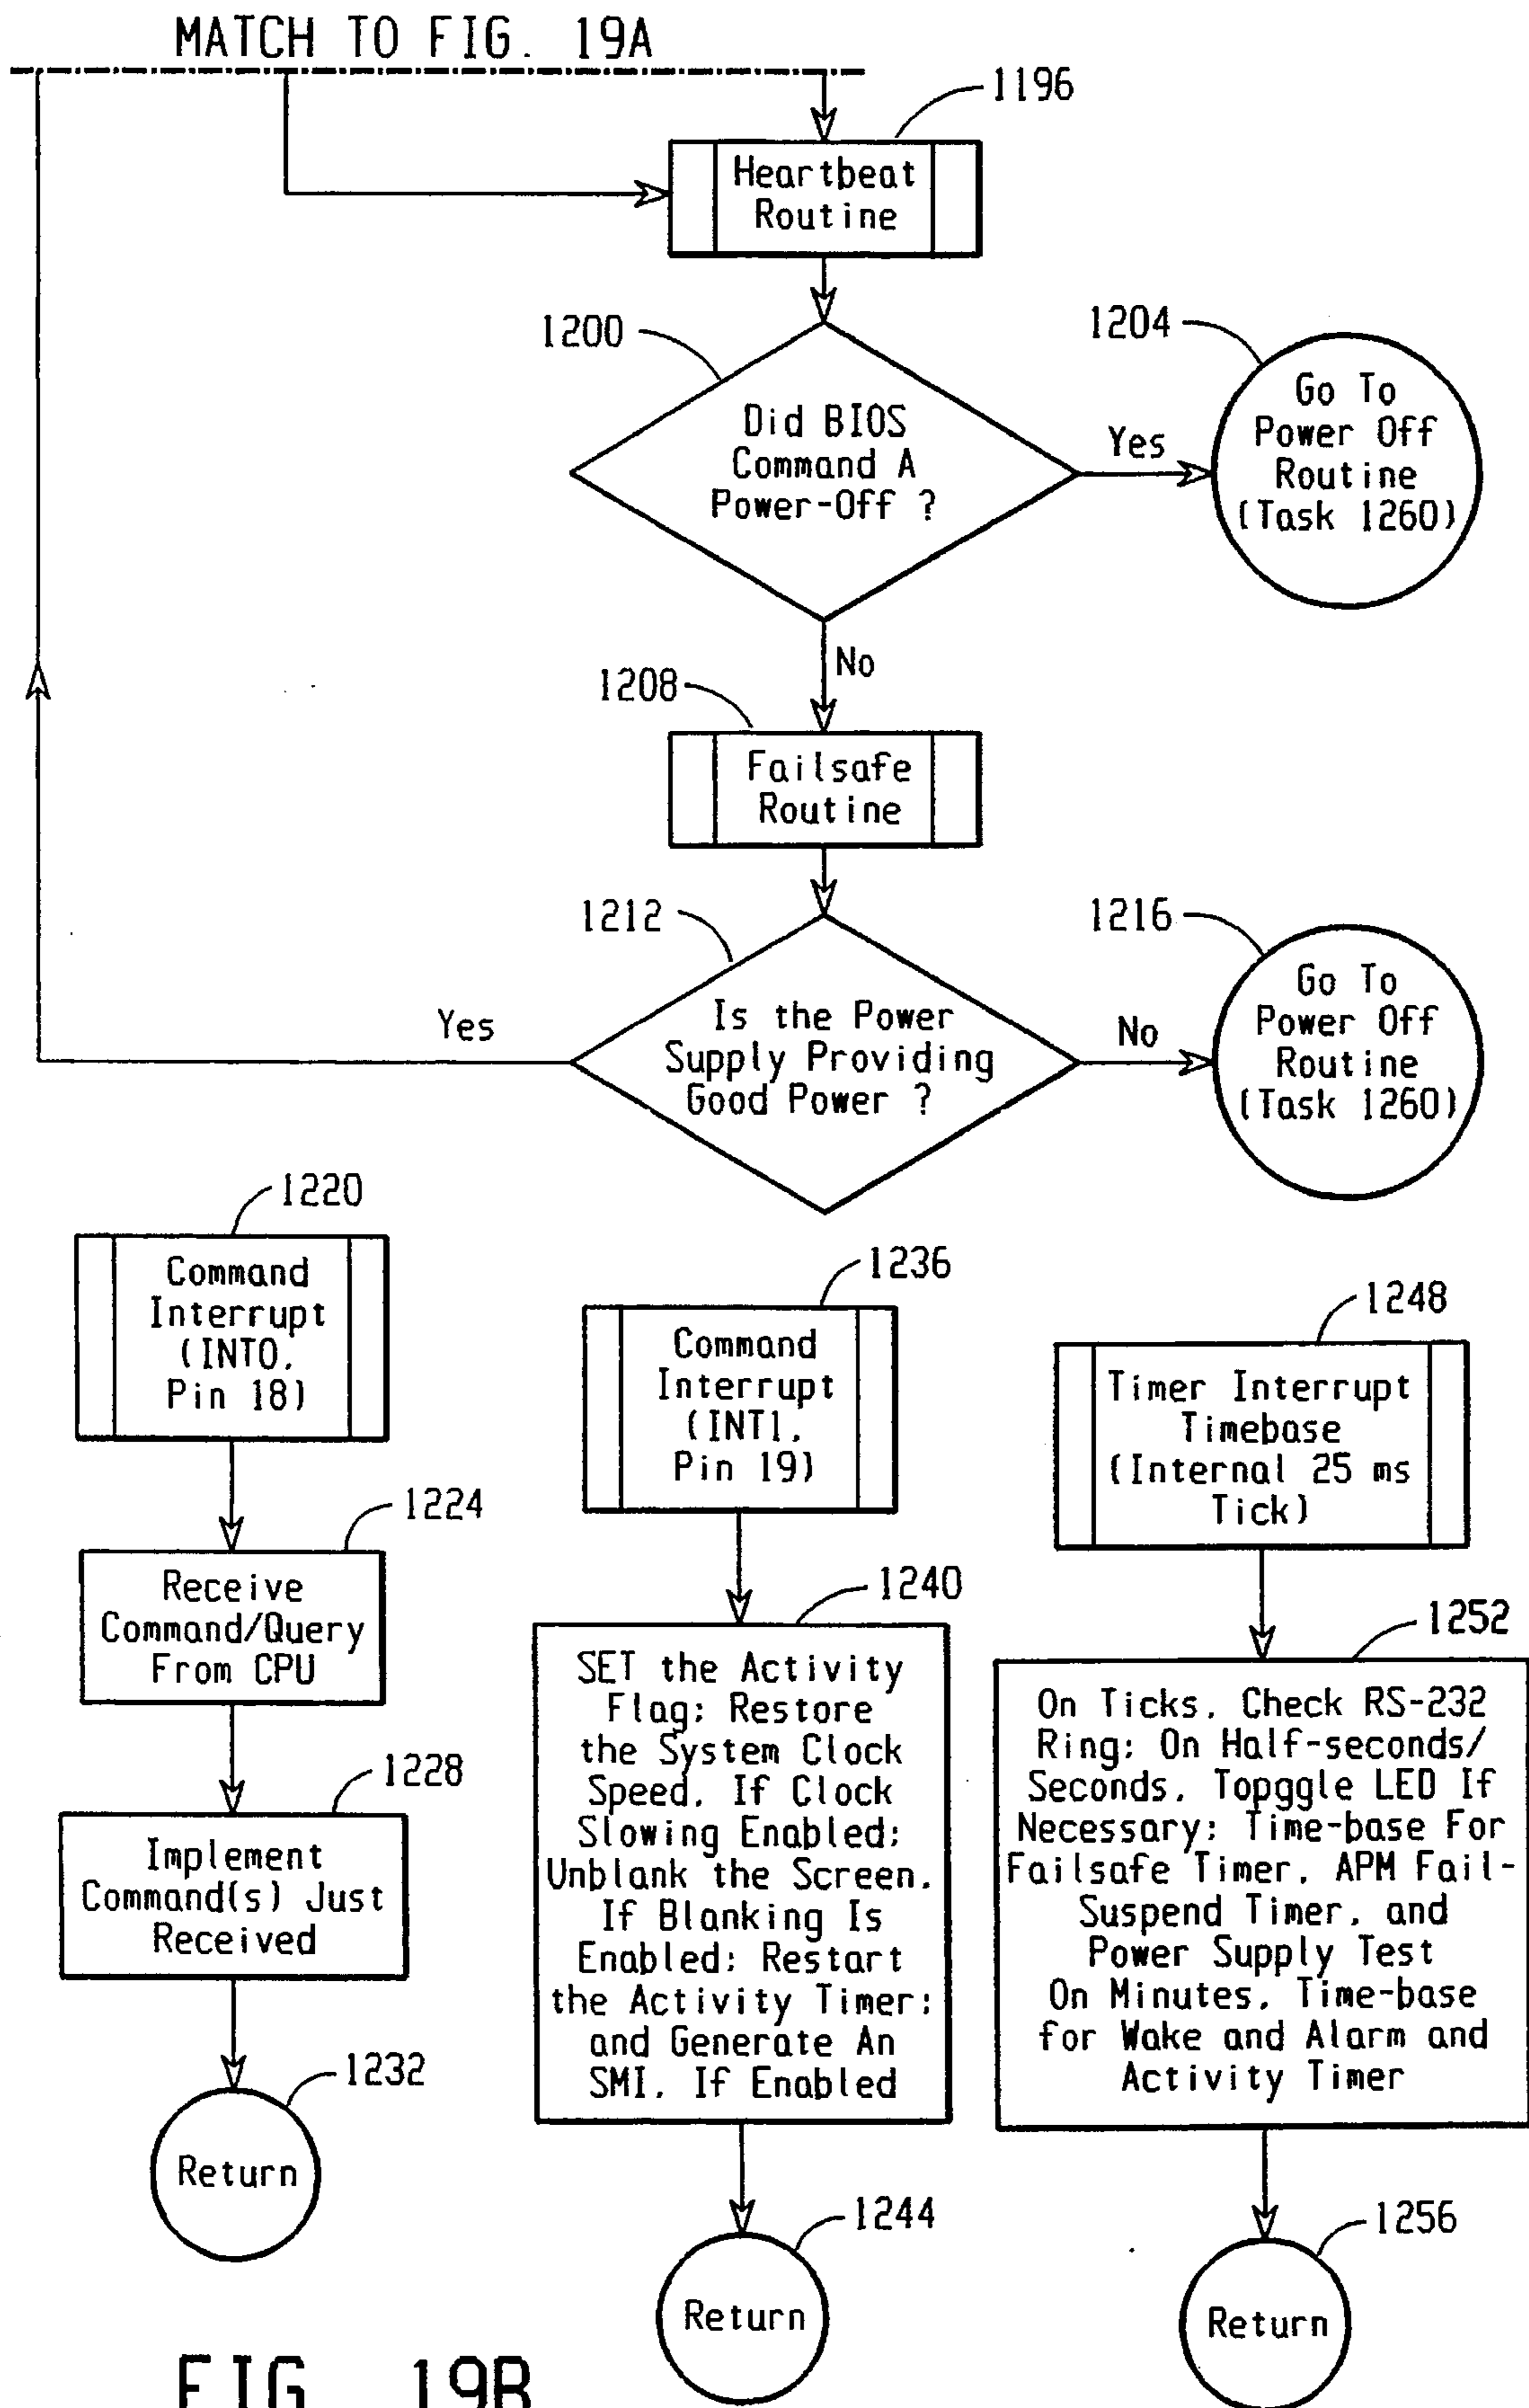 MATCH TO FIG. 19A
1196
Heartbeat
Routine
1200
Did BIOS
Command A
Power-Off ?
Yes
1204
Go To
Power Off
Routine
(Task 1260)
No
1208
Failsafe
Routine
1212
Is the Power
Supply Providing
Good Power ?
Yes
No
1216
Go To
Power Off
Routine
(Task 1260)
1220
Command
Interrupt
(INT0,
Pin 18)
1224
Receive
Command/Query
From CPU
1228
Implement
Command(s) Just
Received
1232
Return
1236
Command
Interrupt
(INT1,
Pin 19)
1240
SET the Activity
Flag; Restore
the System Clock
Speed, If Clock
Slowing Enabled;
Unblank the Screen,
If Blanking Is
Enabled; Restart
the Activity Timer;
and Generate An
SMI, If Enabled
1244
Return
1248
Timer Interrupt
Timebase
(Internal 25 ms
Tick)
1252
On Ticks, Check RS-232
Ring; On Half-seconds/
Seconds, Topggle LED If
Necessary; Time-base For
Failsafe Timer, APM Fail-
Suspend Timer, and
Power Supply Test
On Minutes, Time-base
for Wake and Alarm and
Activity Timer
1256
Return
FIG. 19B